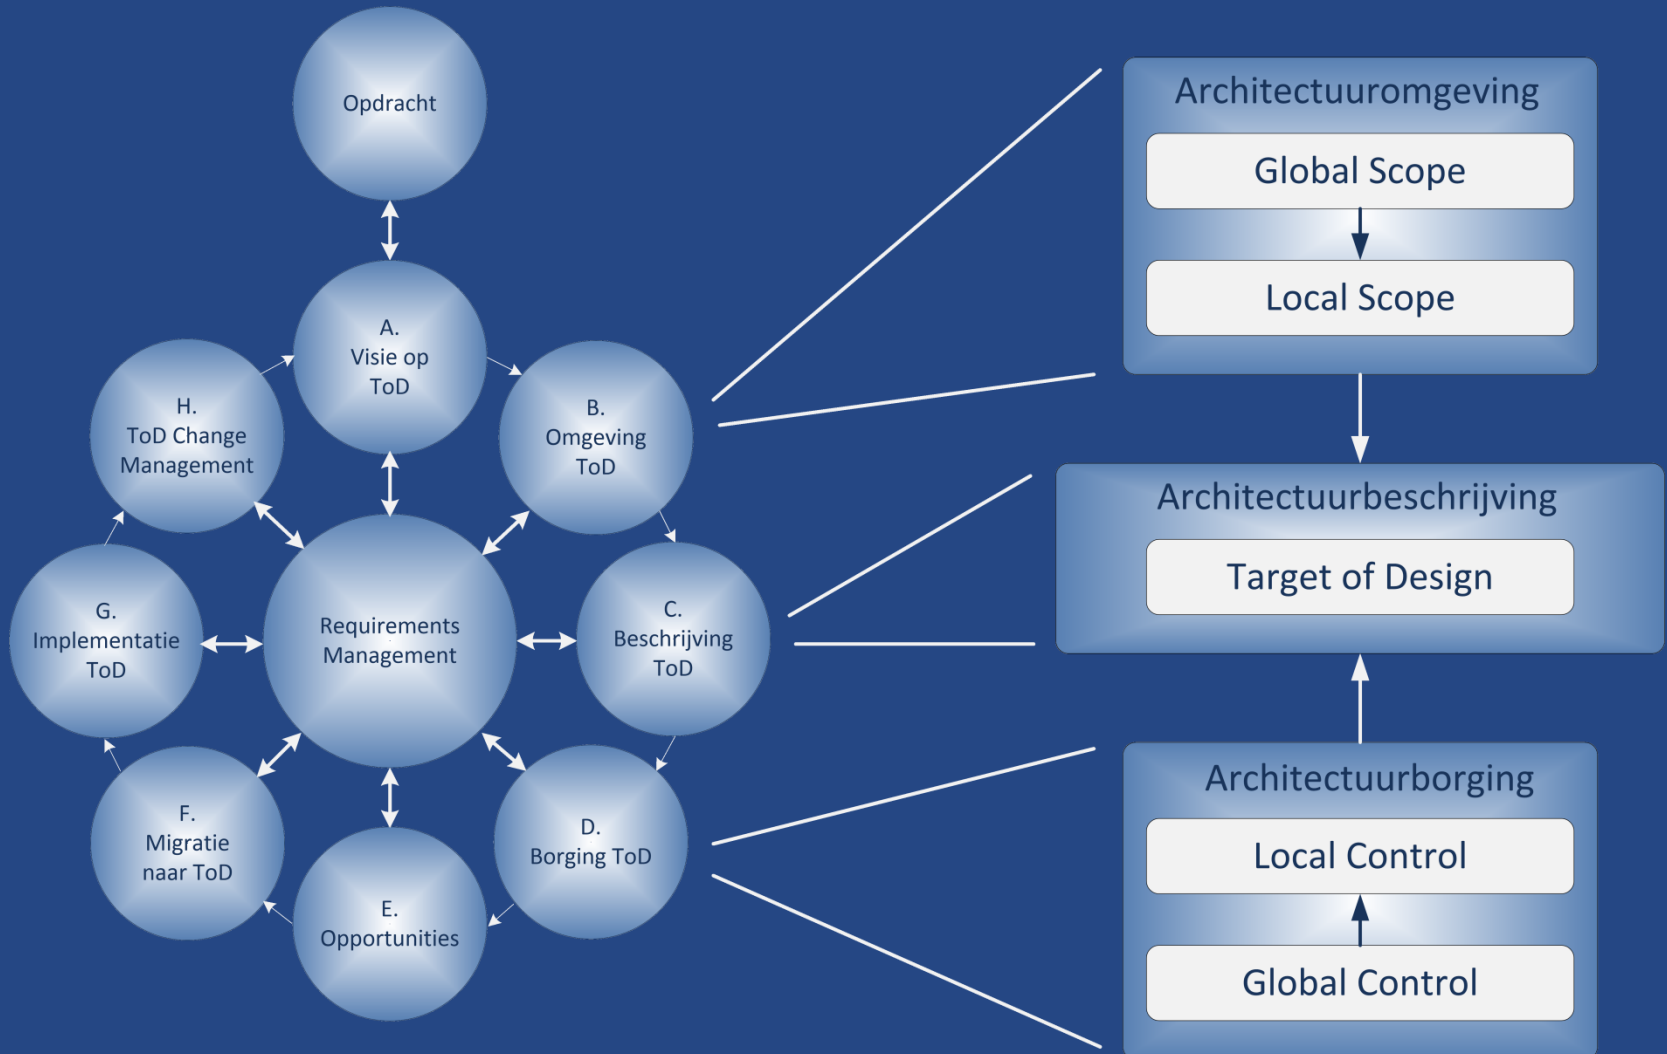 Opdracht
A.
Visie op
ToD
B.
Omgeving
ToD
C.
Beschrijving
ToD
D.
Borging ToD
E.
Opportunities
F.
Migratie
naar ToD
G.
Implementatie
ToD
H.
ToD Change
Management
Requirements
Management
Architectuuromgeving
Global Scope
Local Scope
Architectuurbeschrijving
Target of Design
Architectuurborging
Local Control
Global Control